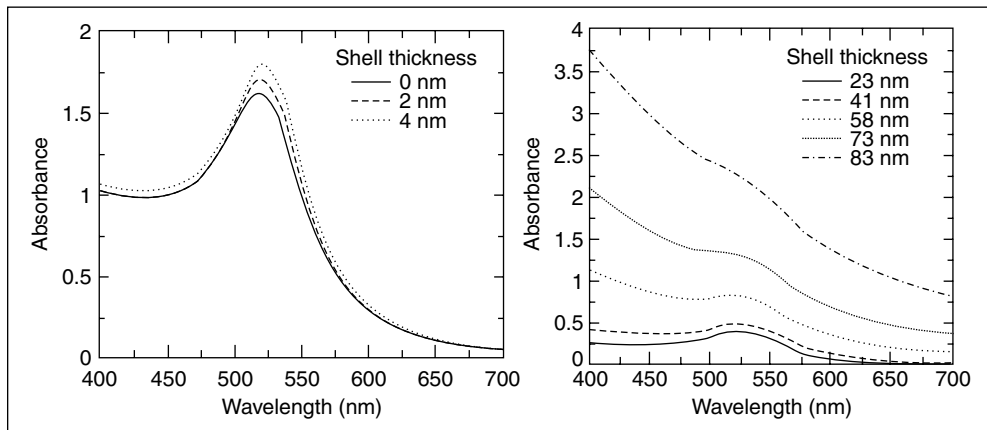 2
1.5
1
0.5
0
400 450 500 550 600 650 700
Absorbance
Wavelength (nm)
Shell thickness
0 nm
2 nm
4 nm
4
3.5
3
2.5
2
1.5
1
0.5
0
400 450 500 550 600 650 700
Absorbance
Wavelength (nm)
Shell thickness
23 nm
41 nm
58 nm
73 nm
83 nm